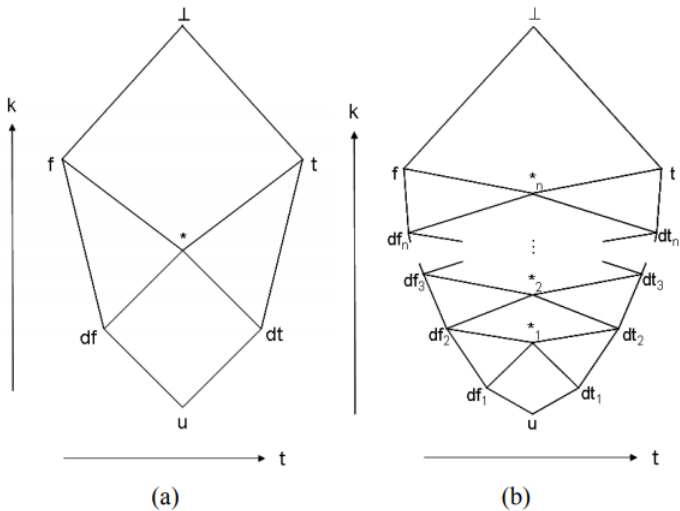 ⊥
k
f
t
*
df
dt
u
t
(a)
⊥
k
f
t
*n
dfn
dtn
⋮
df3
dt3
*2
df2
dt2
*1
df1
dt1
u
t
(b)